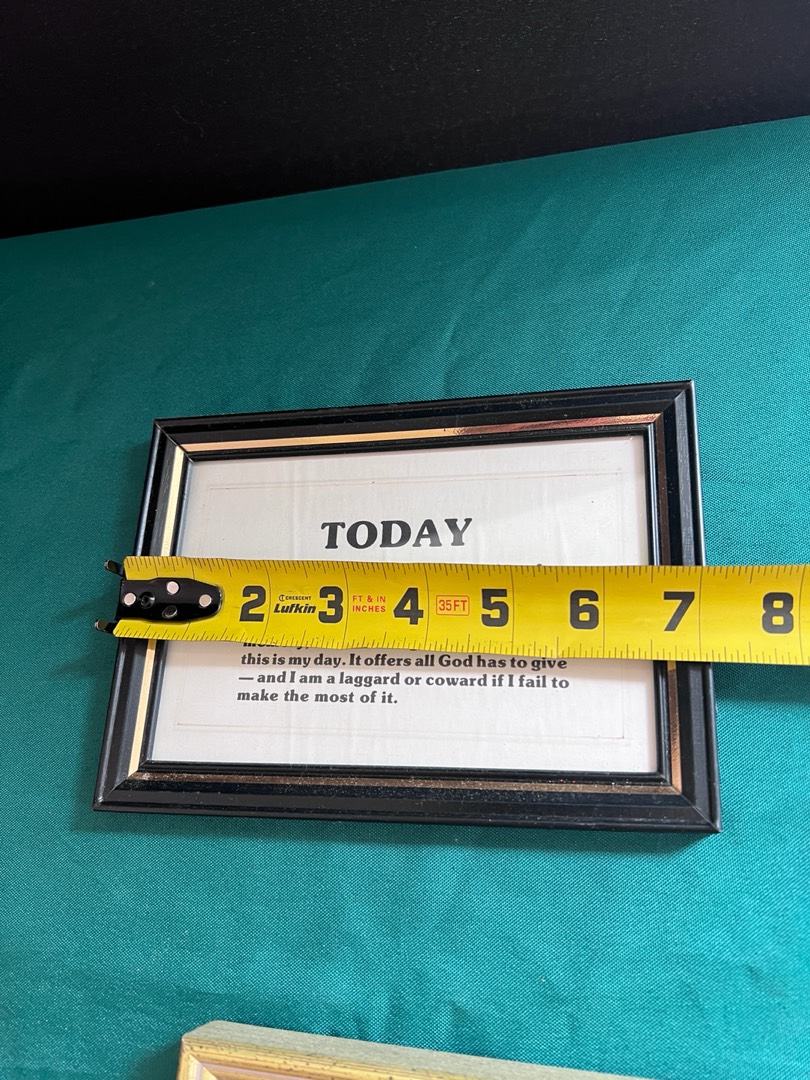 TODAY
2 CRESCENT Lufkin 3 FT & IN INCHES 4 35FT 5 6 7 8
this is my day. It offers all God has to give
— and I am a laggard or coward if I fail to
make the most of it.